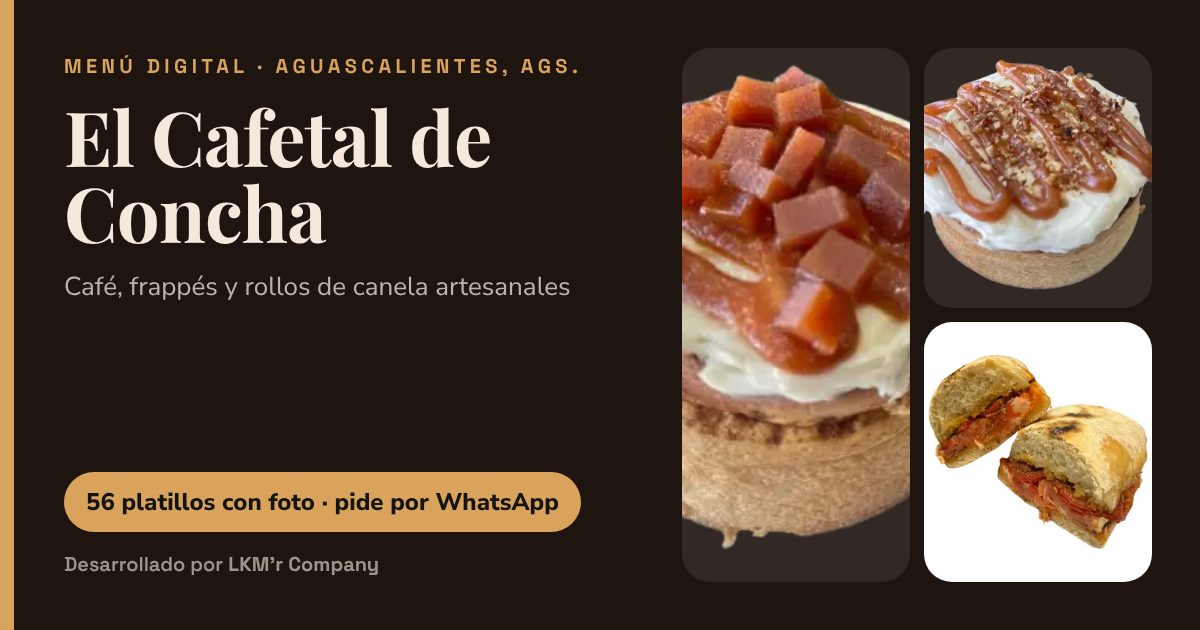 MENÚ DIGITAL · AGUASCALIENTES, AGS.
El Cafetal de
Concha
Café, frappés y rollos de canela artesanales
56 platillos con foto · pide por WhatsApp
Desarrollado por LKM'r Company